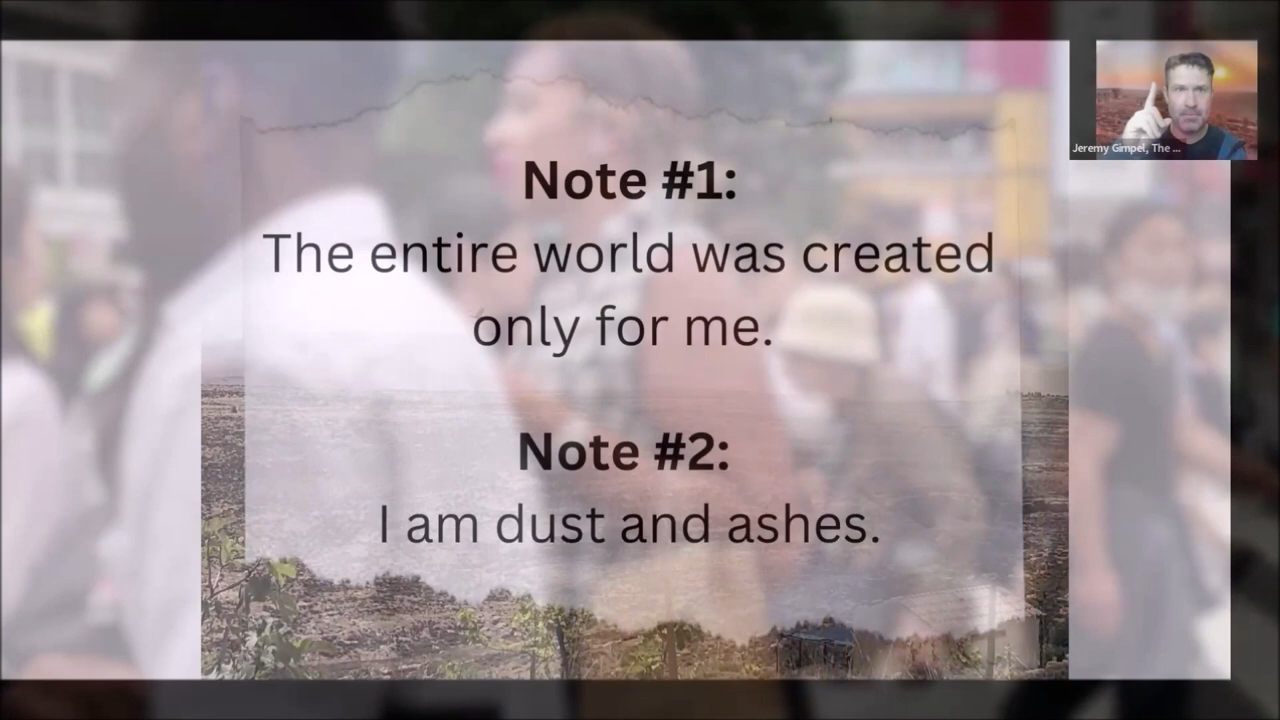 Note #1:
The entire world was created
only for me.
Note #2:
I am dust and ashes.
Jeremy Gimpel, The ...